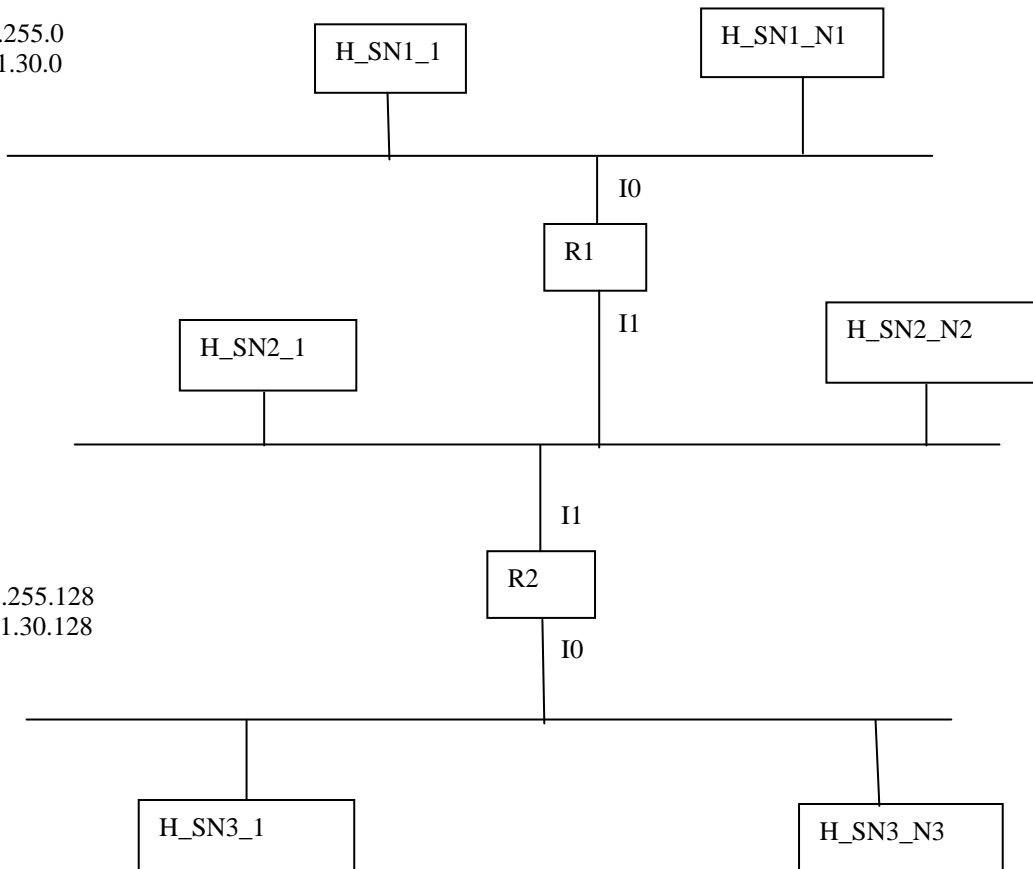 .255.0
1.30.0
H_SN1_1
H_SN1_N1
I0
R1
I1
H_SN2_1
H_SN2_N2
I1
R2
.255.128
1.30.128
I0
H_SN3_1
H_SN3_N3